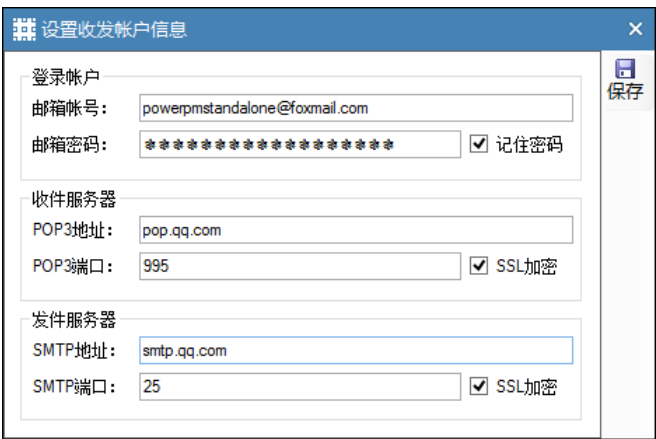 设置收发帐户信息
保存
登录帐户
邮箱帐号： powerpmstandalone@foxmail.com
邮箱密码： ****************** 记住密码
收件服务器
POP3地址： pop.qq.com
POP3端口： 995 SSL加密
发件服务器
SMTP地址： smtp.qq.com
SMTP端口： 25 SSL加密